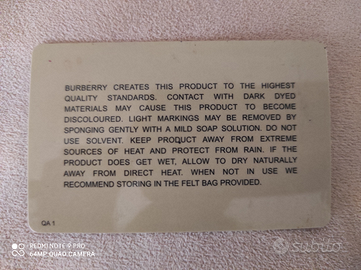 BURBERRY CREATES THIS PRODUCT TO THE HIGHEST
QUALITY STANDARDS. CONTACT WITH DARK DYED
MATERIALS MAY CAUSE THIS PRODUCT TO BECOME
DISCOLOURED. LIGHT MARKINGS MAY BE REMOVED BY
SPONGING GENTLY WITH A MILD SOAP SOLUTION. DO NOT
USE SOLVENT. KEEP PRODUCT AWAY FROM EXTREME
SOURCES OF HEAT AND PROTECT FROM RAIN. IF THE
PRODUCT DOES GET WET, ALLOW TO DRY NATURALLY
AWAY FROM DIRECT HEAT. WHEN NOT IN USE WE
RECOMMEND STORING IN THE FELT BAG PROVIDED.
QA 1
REDMI NOTE 9 PRO
64MP QUAD CAMERA
subito